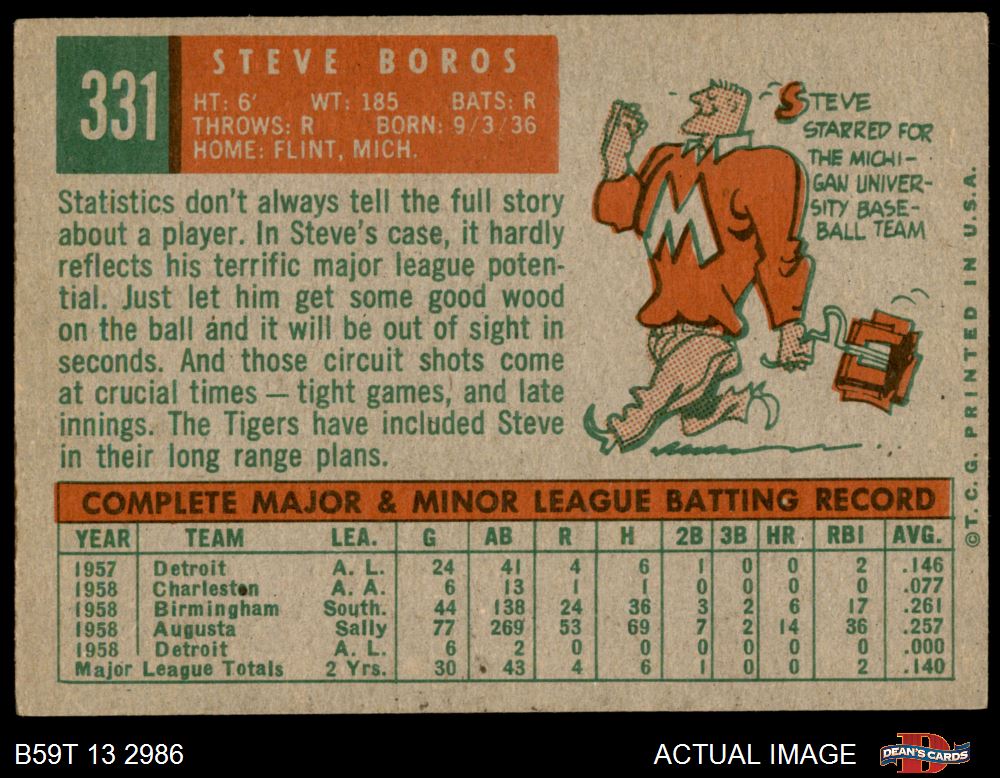 331
STEVE BOROS
HT: 6' WT: 185 BATS: R
THROWS: R BORN: 9/3/36
HOME: FLINT, MICH.
Statistics don't always tell the full story
about a player. In Steve's case, it hardly
reflects his terrific major league poten-
tial. Just let him get some good wood
on the ball and it will be out of sight in
seconds. And those circuit shots come
at crucial times — tight games, and late
innings. The Tigers have included Steve
in their long range plans.
STEVE
STARRED FOR
THE MICHI-
GAN UNIVER-
SITY BASE-
BALL TEAM
M
© T. C. G. PRINTED IN U.S.A.
COMPLETE MAJOR & MINOR LEAGUE BATTING RECORD
YEAR TEAM LEA. G AB R H 2B 3B HR RBI AVG.
1957 Detroit A. L. 24 41 4 6 1 0 0 2 .146
1958 Charleston A. A. 6 13 1 1 0 0 0 0 .077
1958 Birmingham South. 44 138 24 36 3 2 6 17 .261
1958 Augusta Sally 77 269 53 69 7 2 14 36 .257
1958 Detroit A. L. 6 2 0 0 0 0 0 0 .000
Major League Totals 2 Yrs. 30 43 4 6 1 0 0 2 .140
B59T 13 2986
ACTUAL IMAGE
D
DEAN'S CARDS